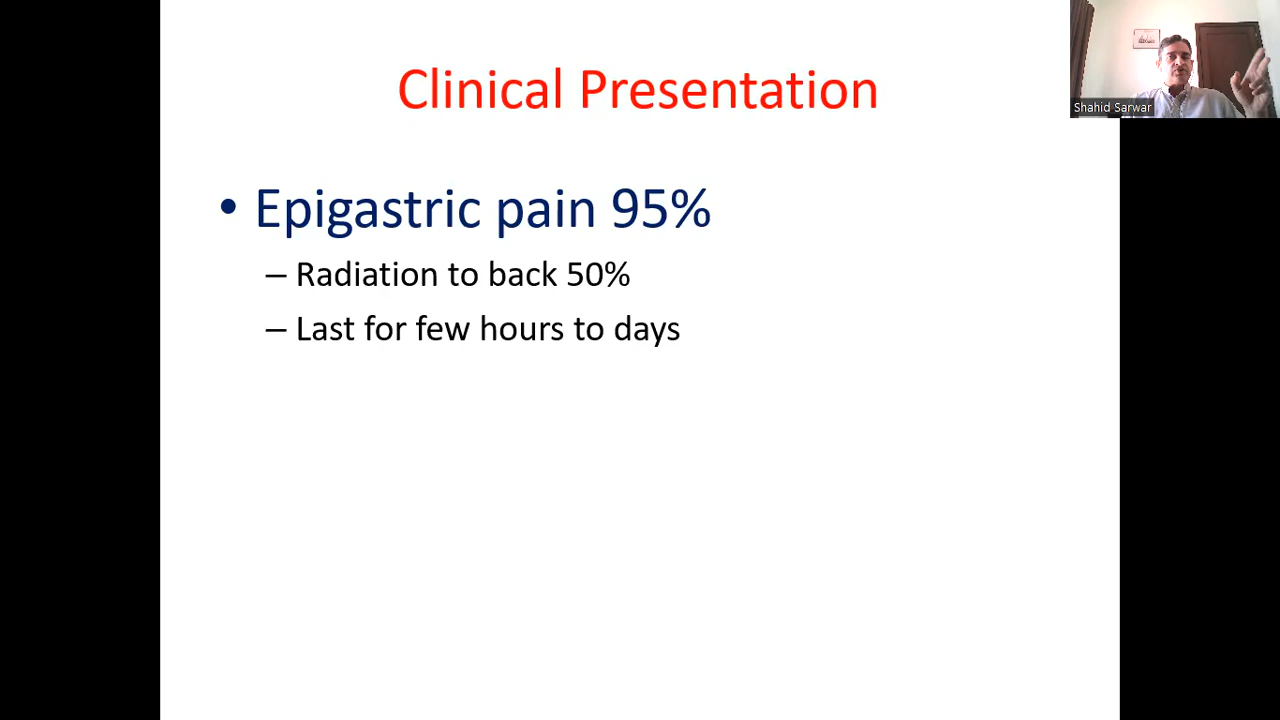 Clinical Presentation
Shahid Sarwar
• Epigastric pain 95%
– Radiation to back 50%
– Last for few hours to days